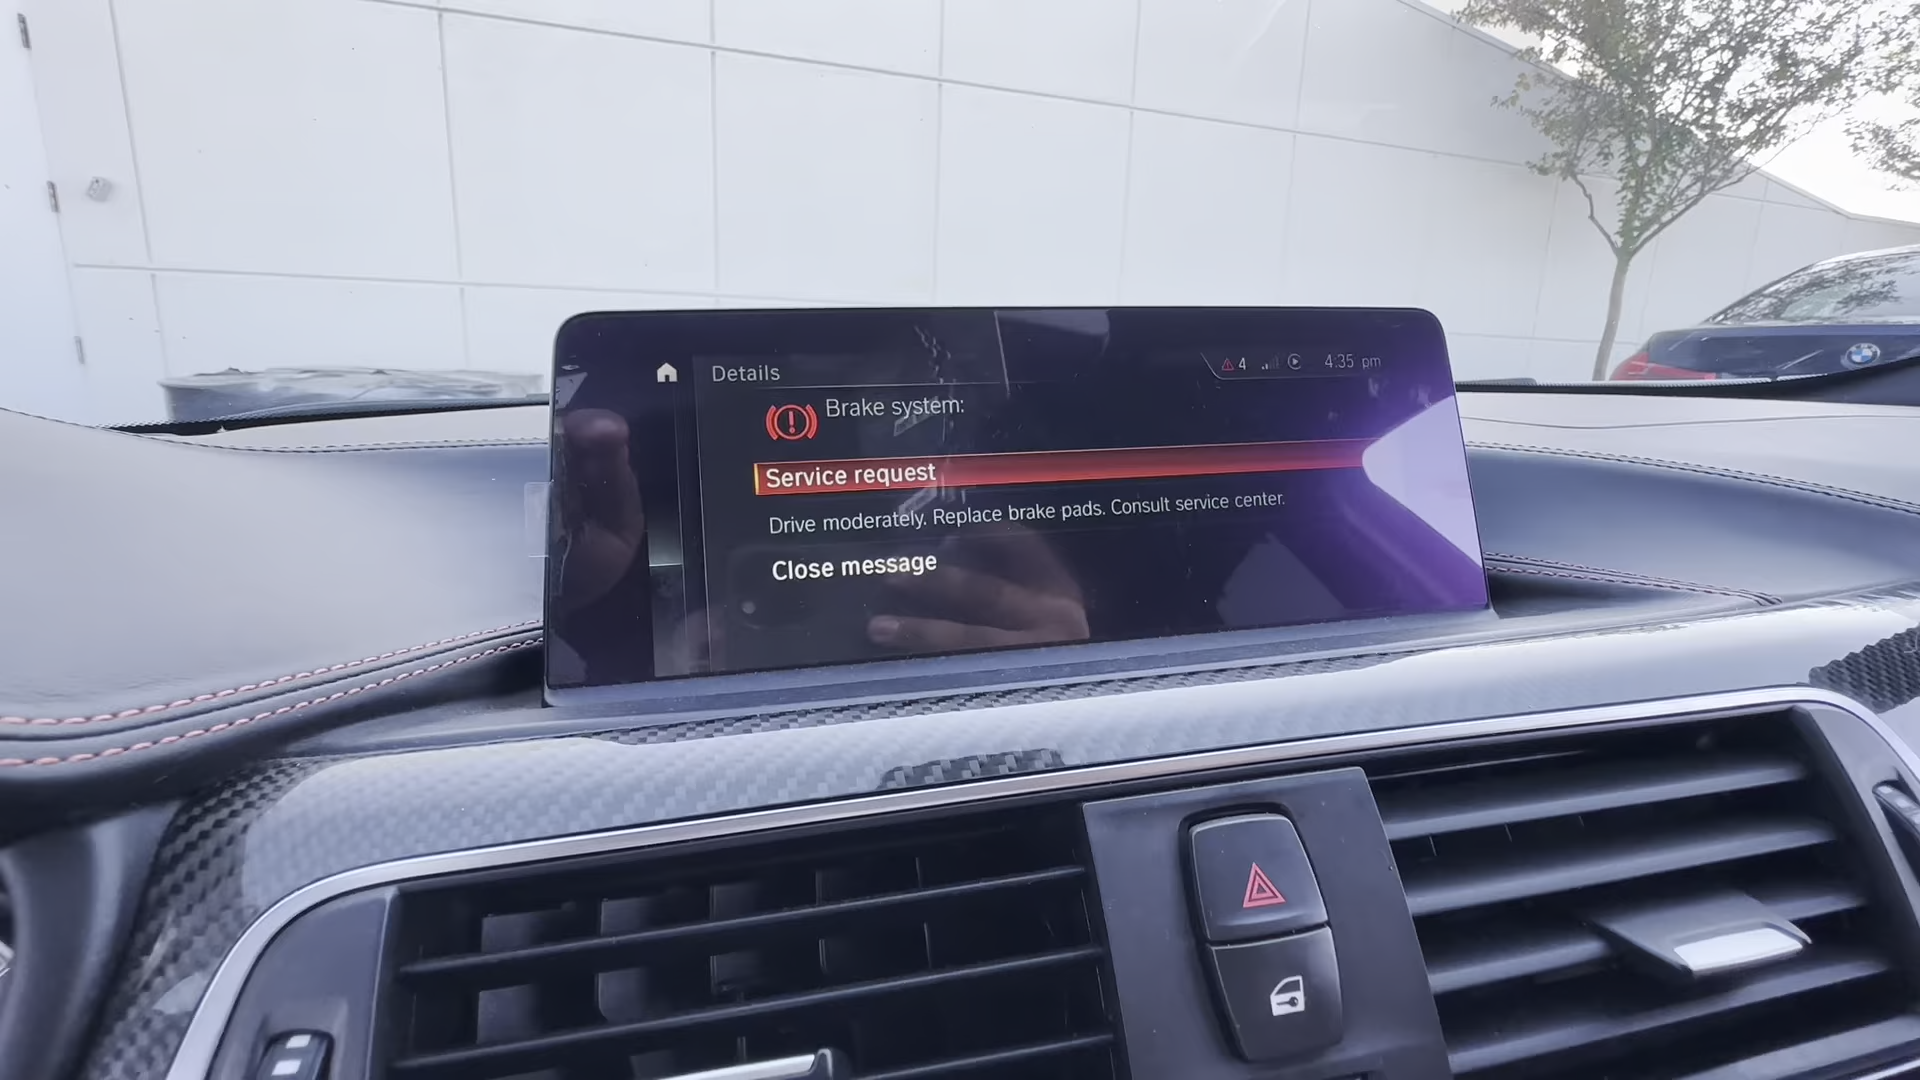 Details
4
4:35 pm
Brake system:
Service request
Drive moderately. Replace brake pads. Consult service center.
Close message